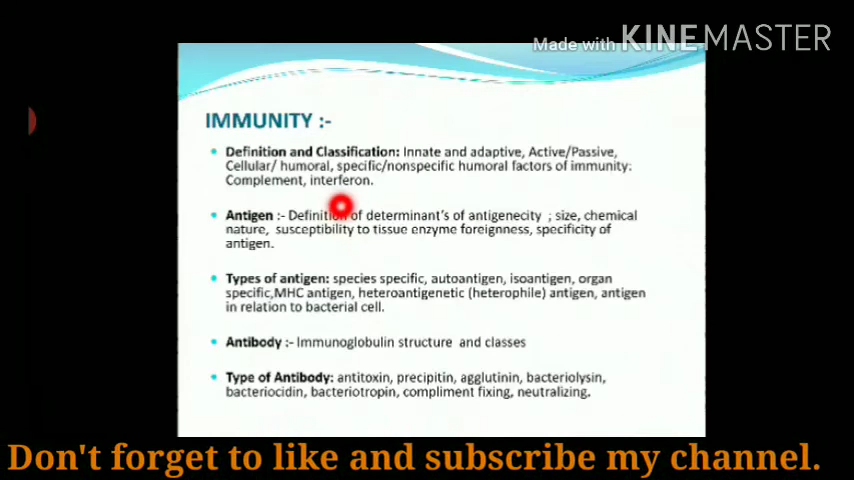 Made with KINEMASTER
IMMUNITY :-
• Definition and Classification: Innate and adaptive, Active/Passive,
Cellular/ humoral, specific/nonspecific humoral factors of immunity:
Complement, interferon.
• Antigen :- Definition of determinant's of antigenecity ; size, chemical
nature, susceptibility to tissue enzyme foreignness, specificity of
antigen.
• Types of antigen: species specific, autoantigen, isoantigen, organ
specific,MHC antigen, heteroantigenetic (heterophile) antigen, antigen
in relation to bacterial cell.
• Antibody :- Immunoglobulin structure and classes
• Type of Antibody: antitoxin, precipitin, agglutinin, bacteriolysin,
bacteriocidin, bacteriotropin, compliment fixing, neutralizing.
Don't forget to like and subscribe my channel.